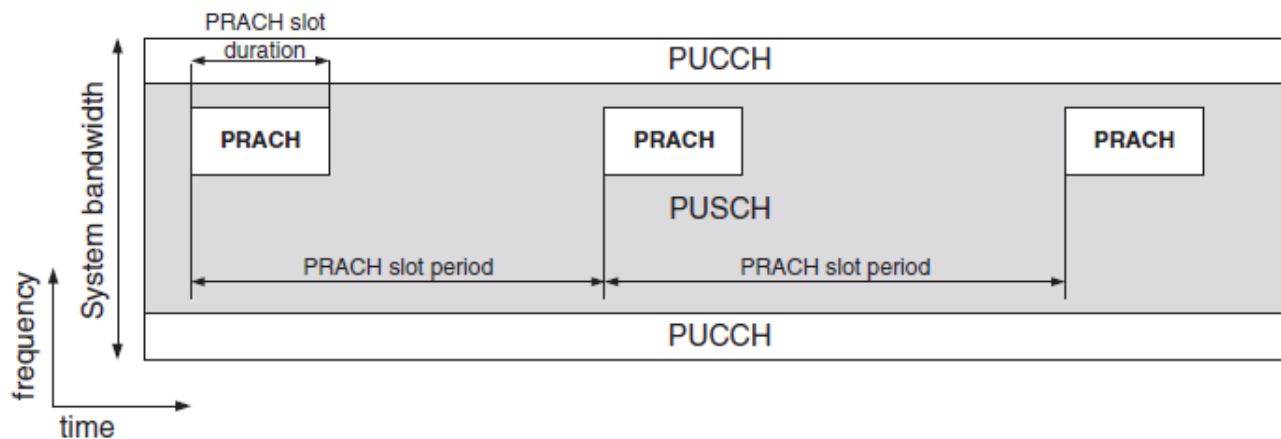 PRACH slot
duration
PUCCH
System bandwidth
PRACH
PRACH
PRACH
PUSCH
PRACH slot period
PRACH slot period
PUCCH
frequency
time